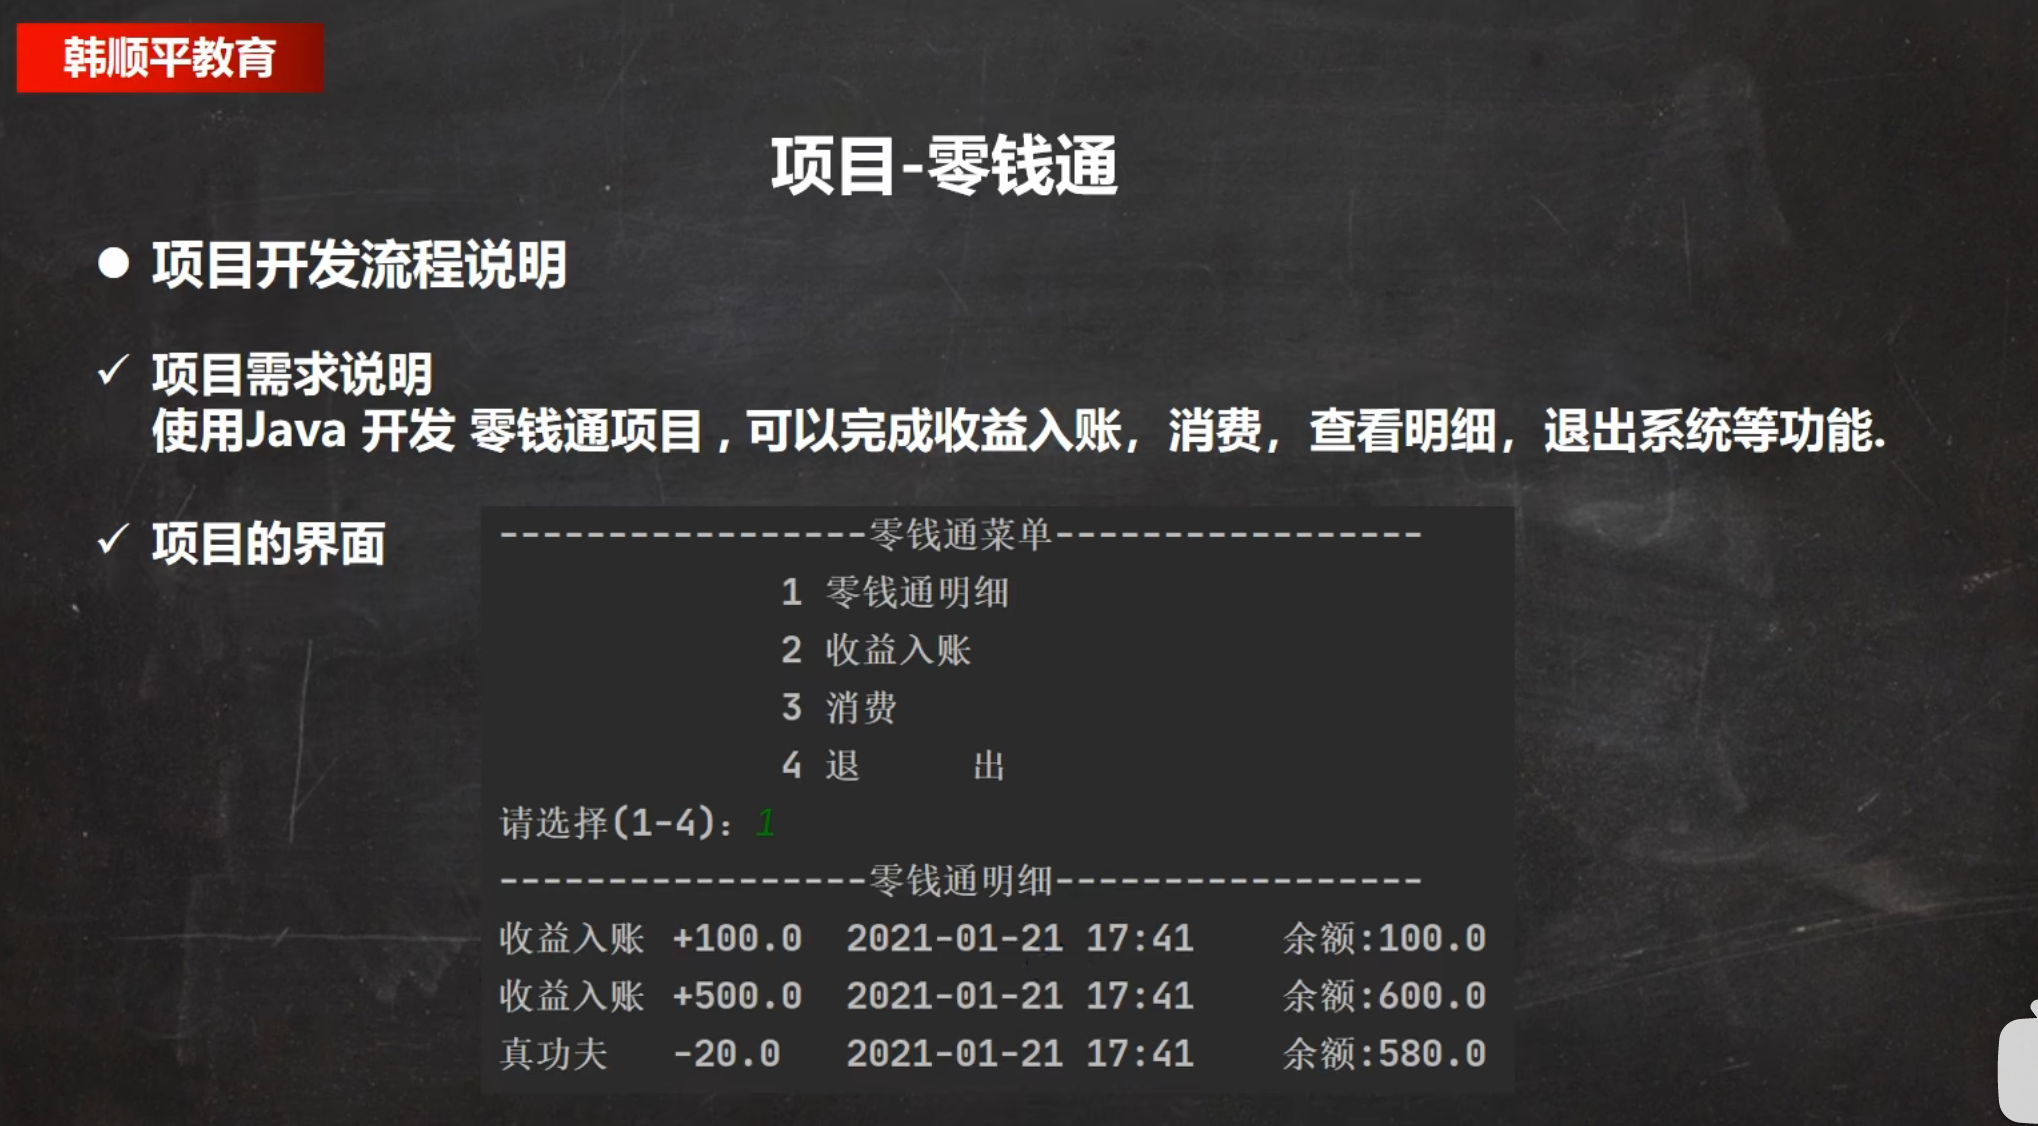 韩顺平教育
项目-零钱通
● 项目开发流程说明
✓ 项目需求说明
使用Java 开发 零钱通项目 , 可以完成收益入账，消费，查看明细，退出系统等功能.
✓ 项目的界面
-----------------零钱通菜单-----------------
1 零钱通明细
2 收益入账
3 消费
4 退     出
请选择(1-4): 1
-----------------零钱通明细-----------------
收益入账 +100.0  2021-01-21 17:41    余额:100.0
收益入账 +500.0  2021-01-21 17:41    余额:600.0
真功夫   -20.0   2021-01-21 17:41    余额:580.0